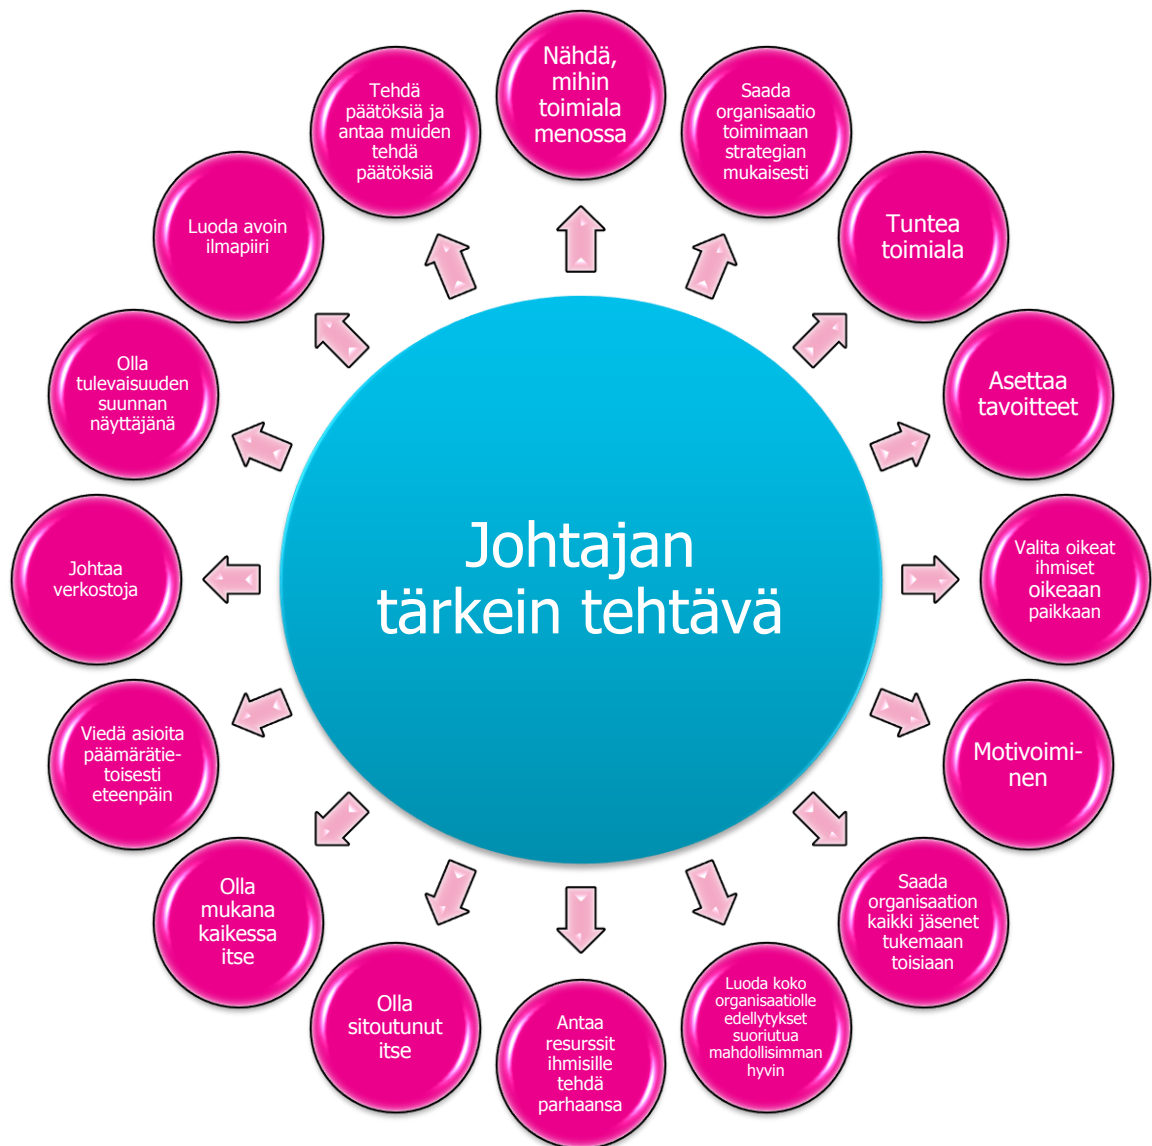 Johtajan
tärkein tehtävä
Nähdä,
mihin
toimiala
menossa
Saada
organisaatio
toimimaan
strategian
mukaisesti
Tuntea
toimiala
Asettaa
tavoitteet
Valita oikeat
ihmiset
oikeaan
paikkaan
Motivoimi-
nen
Saada
organisaation
kaikki jäsenet
tukemaan
toisiaan
Luoda koko
organisaatiolle
edellytykset
suoriutua
mahdollisimman
hyvin
Antaa
resurssit
ihmisille
tehdä
parhaansa
Olla
sitoutunut
itse
Olla
mukana
kaikessa
itse
Viedä asioita
päämärätie-
toisesti
eteenpäin
Johtaa
verkostoja
Olla
tulevaisuuden
suunnan
näyttäjänä
Luoda avoin
ilmapiiri
Tehdä
päätöksiä ja
antaa muiden
tehdä
päätöksiä